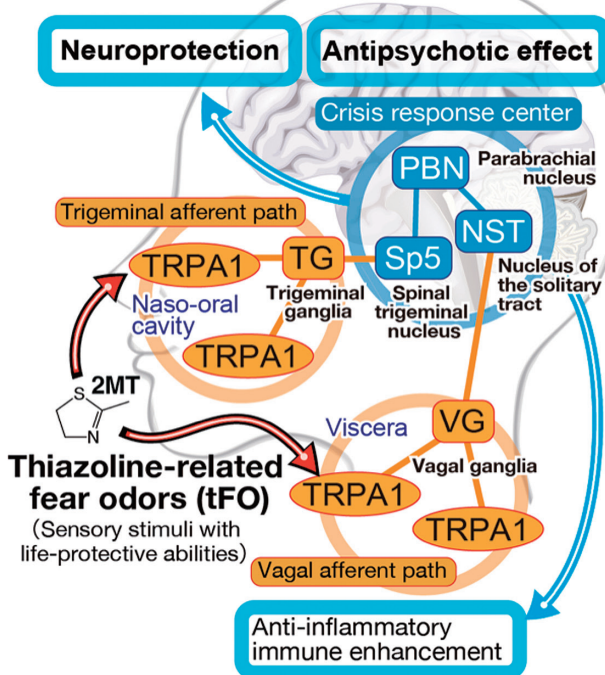 Neuroprotection
Antipsychotic effect
Crisis response center
PBN
Parabrachial
nucleus
Trigeminal afferent path
NST
TRPA1
TG
Sp5
Nucleus of
the solitary
tract
Naso-oral
cavity
Trigeminal
ganglia
Spinal
trigeminal
nucleus
TRPA1
S
2MT
N
Viscera
VG
Thiazoline-related
fear odors (tFO)
(Sensory stimuli with
life-protective abilities)
Vagal ganglia
TRPA1
TRPA1
Vagal afferent path
Anti-inflammatory
immune enhancement